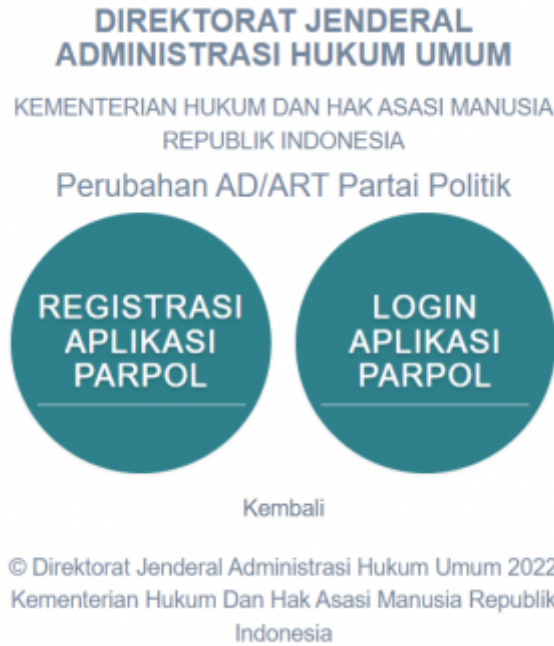 DIREKTORAT JENDERAL
ADMINISTRASI HUKUM UMUM
KEMENTERIAN HUKUM DAN HAK ASASI MANUSIA
REPUBLIK INDONESIA
Perubahan AD/ART Partai Politik
REGISTRASI
APLIKASI
PARPOL
LOGIN
APLIKASI
PARPOL
Kembali
© Direktorat Jenderal Administrasi Hukum Umum 2022
Kementerian Hukum Dan Hak Asasi Manusia Republik
Indonesia